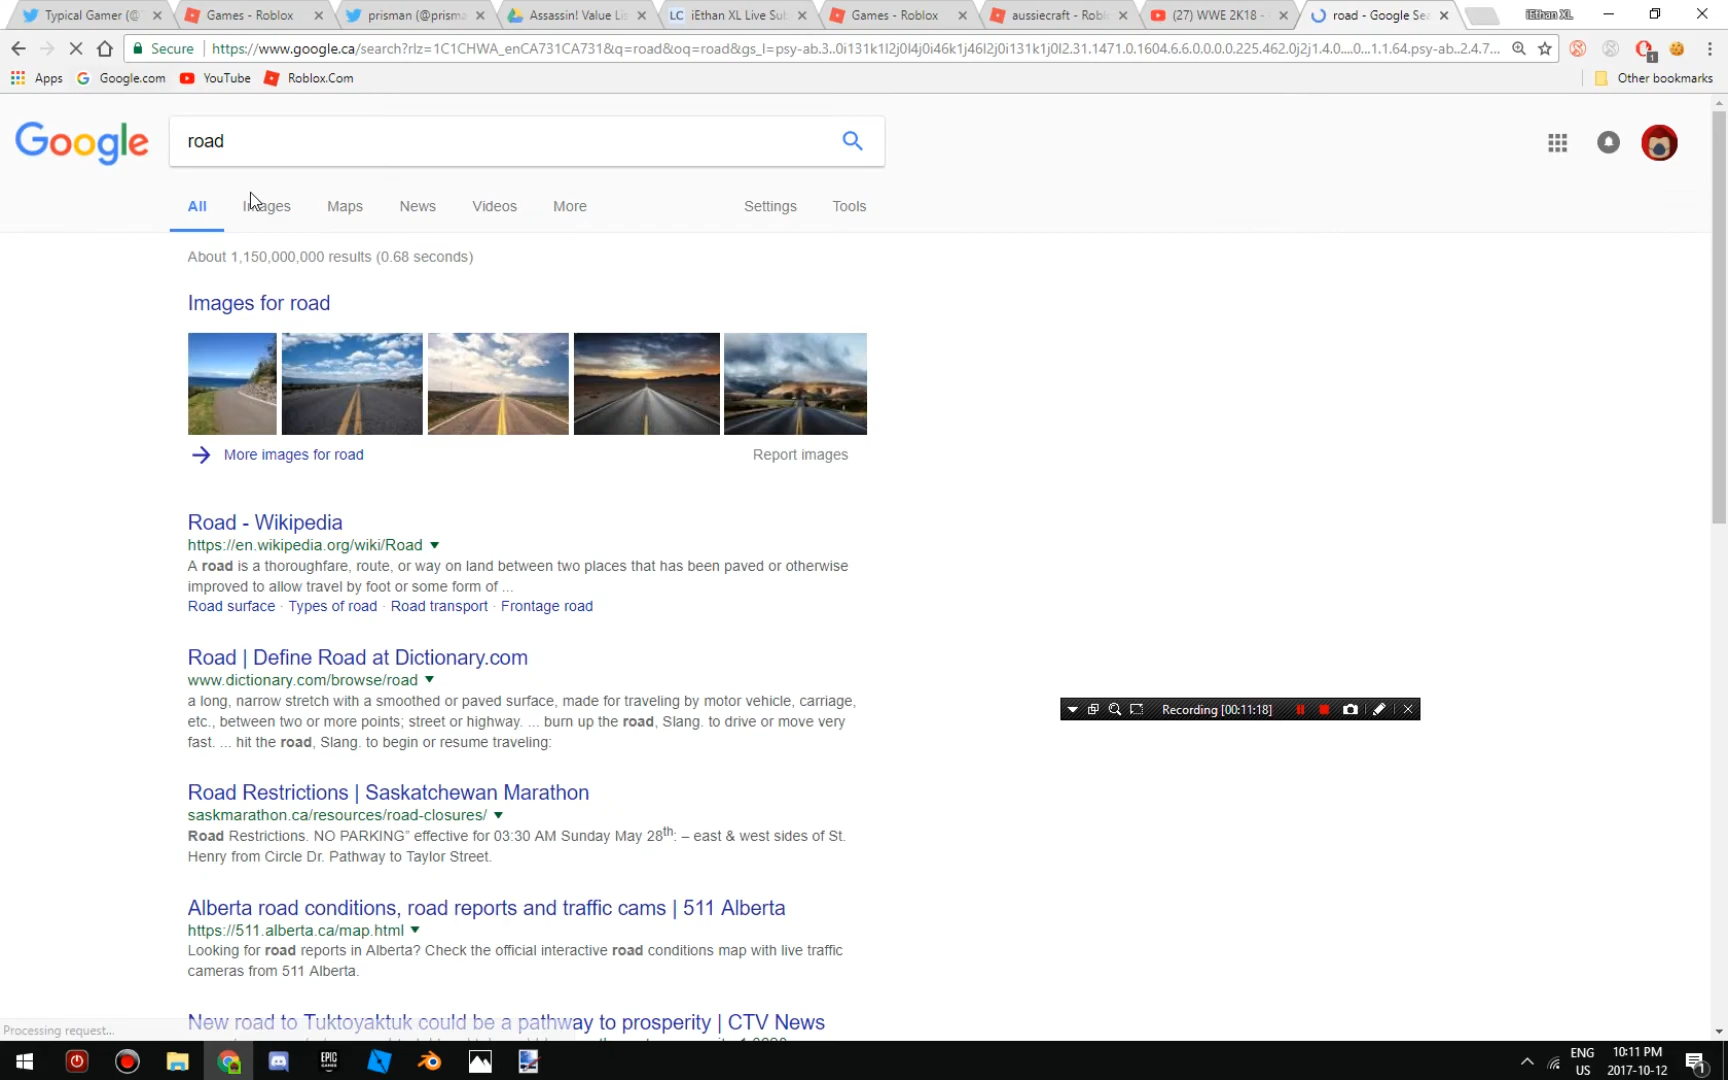 Typical Gamer (@
Games - Roblox
prisman (@prisma
Assassin! Value Lis
LC iEthan XL Live Sub
Games - Roblox
aussiecraft - Roblo
(27) WWE 2K18 -
road - Google Sea
iEthan XL
Secure
https://www.google.ca/search?rlz=1C1CHWA_enCA731CA731&q=road&oq=road&gs_l=psy-ab.3..0i131k1l2j0l4j0i46k1j46l2j0i131k1j0l2.31.1471.0.1604.6.6.0.0.0.0.225.462.0j2j1.4.0....0...1.1.64.psy-ab..2.4.7...
Apps
Google.com
YouTube
Roblox.Com
Other bookmarks
Google
road
All
Images
Maps
News
Videos
More
Settings
Tools
About 1,150,000,000 results (0.68 seconds)
Images for road
More images for road
Report images
Road - Wikipedia
https://en.wikipedia.org/wiki/Road
A road is a thoroughfare, route, or way on land between two places that has been paved or otherwise
improved to allow travel by foot or some form of ...
Road surface · Types of road · Road transport · Frontage road
Road | Define Road at Dictionary.com
www.dictionary.com/browse/road
a long, narrow stretch with a smoothed or paved surface, made for traveling by motor vehicle, carriage,
etc., between two or more points; street or highway. ... burn up the road, Slang. to drive or move very
fast. ... hit the road, Slang. to begin or resume traveling:
Recording [00:11:18]
Road Restrictions | Saskatchewan Marathon
saskmarathon.ca/resources/road-closures/
Road Restrictions. NO PARKING" effective for 03:30 AM Sunday May 28th: – east & west sides of St.
Henry from Circle Dr. Pathway to Taylor Street.
Alberta road conditions, road reports and traffic cams | 511 Alberta
https://511.alberta.ca/map.html
Looking for road reports in Alberta? Check the official interactive road conditions map with live traffic
cameras from 511 Alberta.
New road to Tuktoyaktuk could be a pathway to prosperity | CTV News
Processing request...
EPIC GAMES
ENG
US
10:11 PM
2017-10-12
1